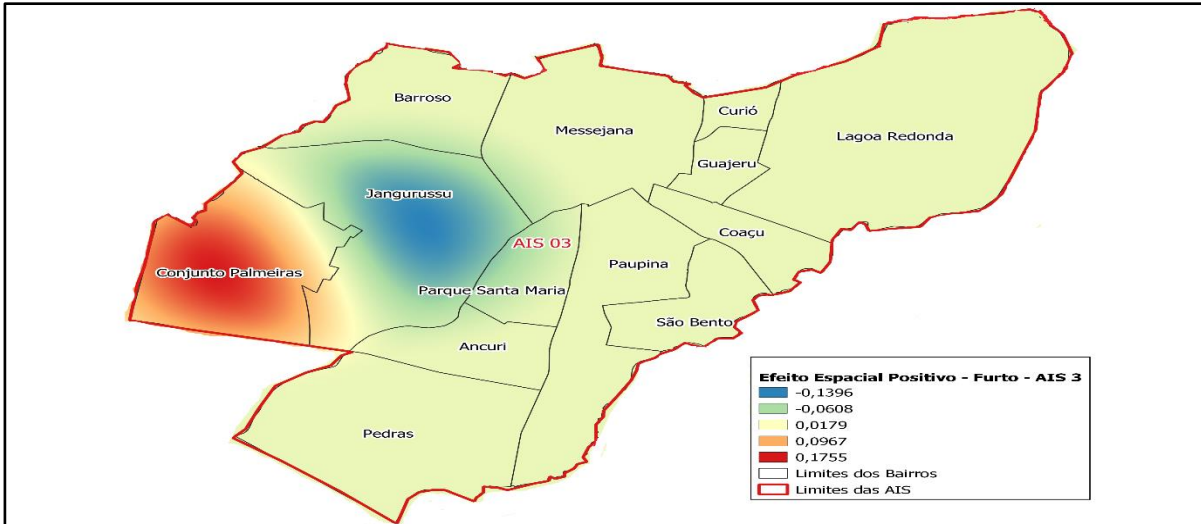 Barroso
Messejana
Curió
Lagoa Redonda
Guajeru
Jangurussu
Coaçu
AIS 03
Paupina
Conjunto Palmeiras
Parque Santa Maria
São Bento
Ancuri
Pedras
Efeito Espacial Positivo - Furto - AIS 3
-0,1396
-0,0608
0,0179
0,0967
0,1755
Limites dos Bairros
Limites das AIS